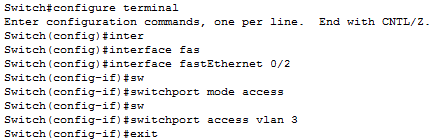 Switch#configure terminal
Enter configuration commands, one per line.  End with CNTL/Z.
Switch(config)#inter
Switch(config)#interface fas
Switch(config)#interface fastEthernet 0/2
Switch(config-if)#sw
Switch(config-if)#switchport mode access
Switch(config-if)#sw
Switch(config-if)#switchport access vlan 3
Switch(config-if)#exit